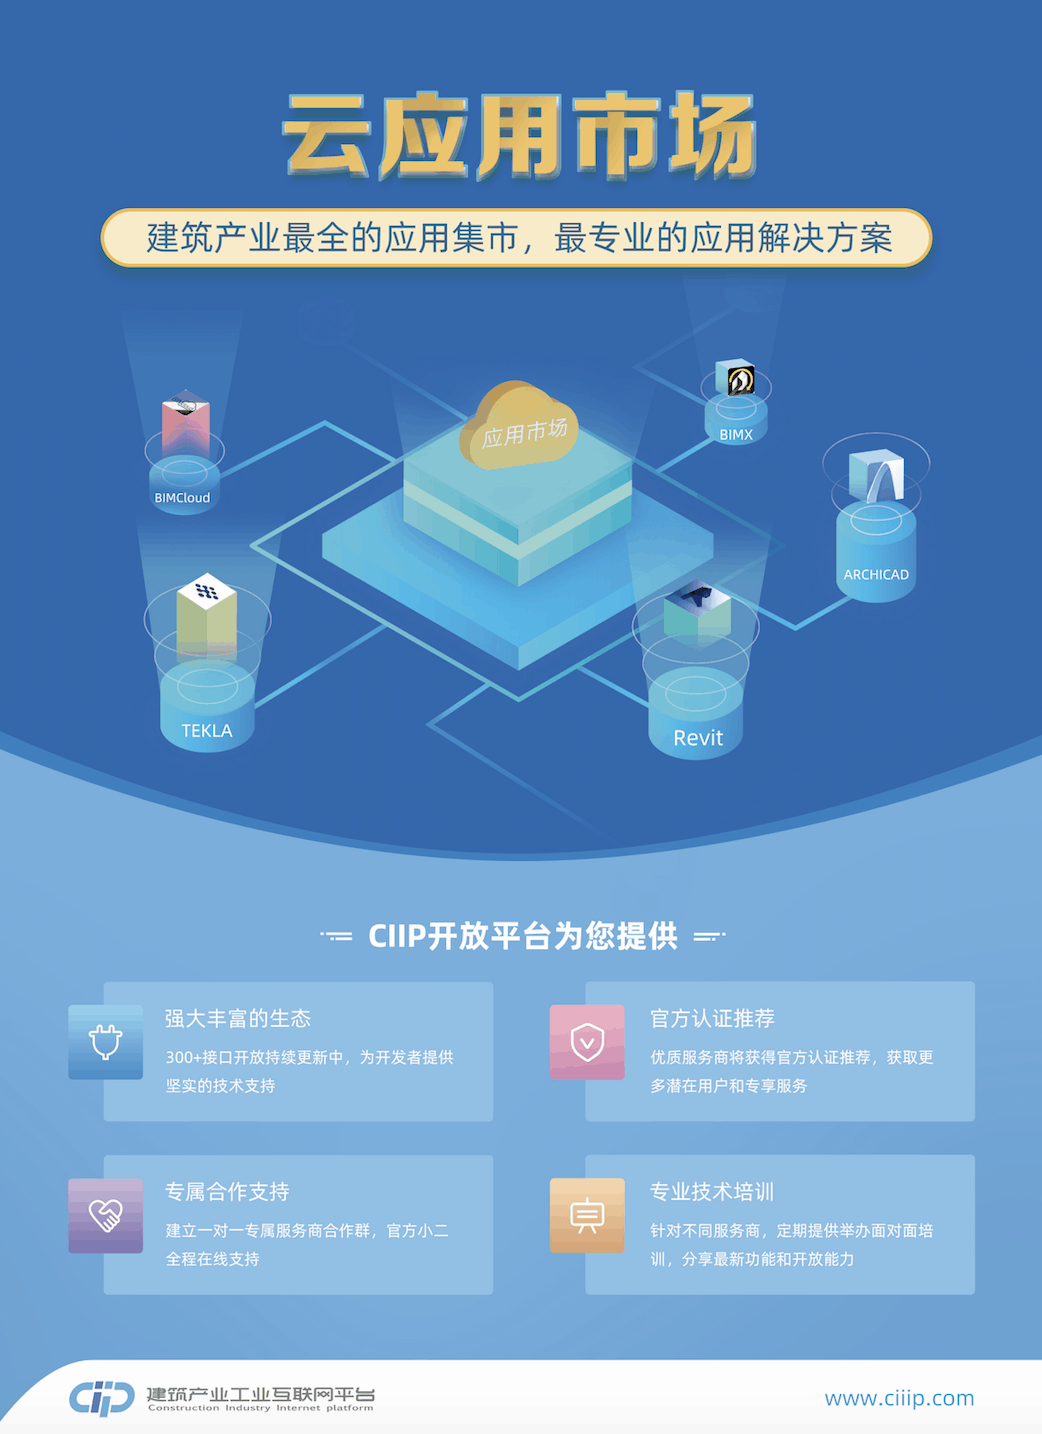 云应用市场
建筑产业最全的应用集市，最专业的应用解决方案
应用市场
BIMX
BIMCloud
ARCHICAD
TEKLA
Revit
CIIP开放平台为您提供
强大丰富的生态
300+接口开放持续更新中，为开发者提供
坚实的技术支持
官方认证推荐
优质服务商将获得官方认证推荐，获取更
多潜在用户和专享服务
专属合作支持
建立一对一专属服务商合作群，官方小二
全程在线支持
专业技术培训
针对不同服务商，定期提供举办面对面培
训，分享最新功能和开放能力
建筑产业工业互联网平台
Construction Industry Internet platform
www.ciiip.com